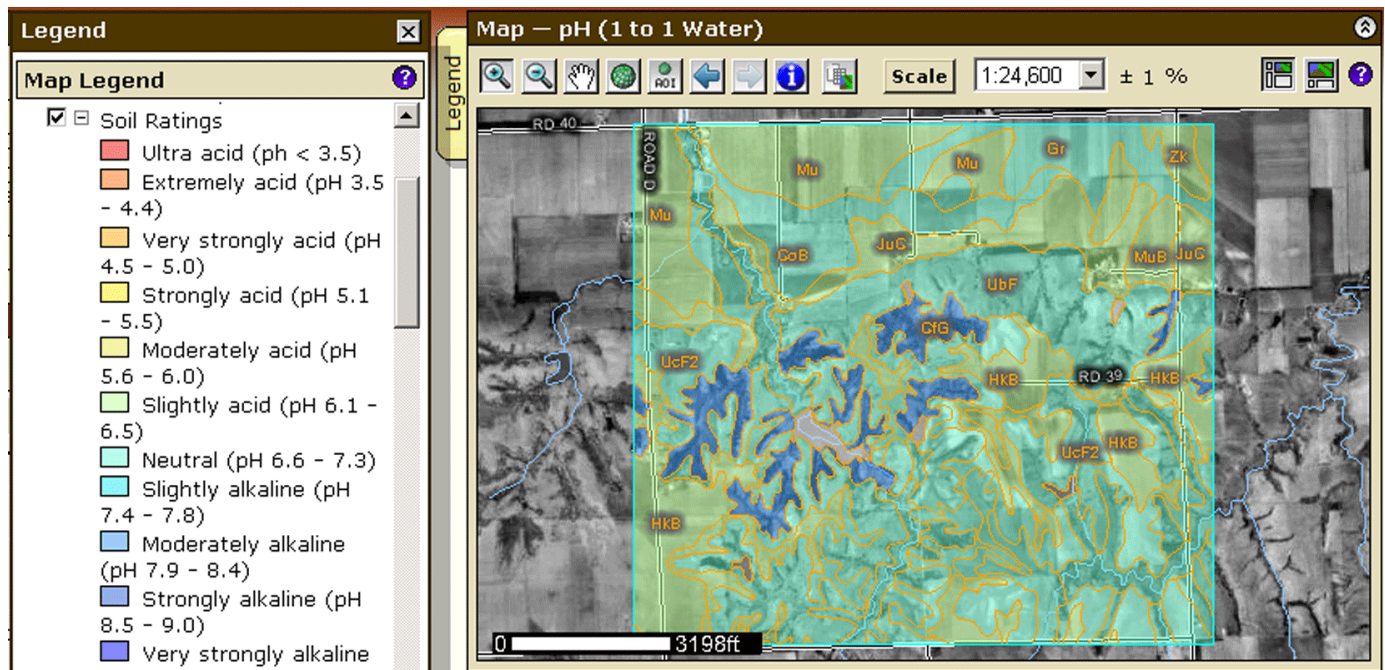 Legend
Map Legend
Soil Ratings
Ultra acid (ph < 3.5)
Extremely acid (pH 3.5
- 4.4)
Very strongly acid (pH
4.5 - 5.0)
Strongly acid (pH 5.1
- 5.5)
Moderately acid (pH
5.6 - 6.0)
Slightly acid (pH 6.1 -
6.5)
Neutral (pH 6.6 - 7.3)
Slightly alkaline (pH
7.4 - 7.8)
Moderately alkaline
(pH 7.9 - 8.4)
Strongly alkaline (pH
8.5 - 9.0)
Very strongly alkaline
Legend
Map — pH (1 to 1 Water)
AOI
Scale
1:24,600
± 1 %
RD 40
ROAD D
Mu
Mu
Gr
Zk
Mu
CoB
JuC
MuB
JuC
UbF
CfG
UcF2
HkB
RD 39
HkB
UcF2
HkB
HkB
0
3198ft